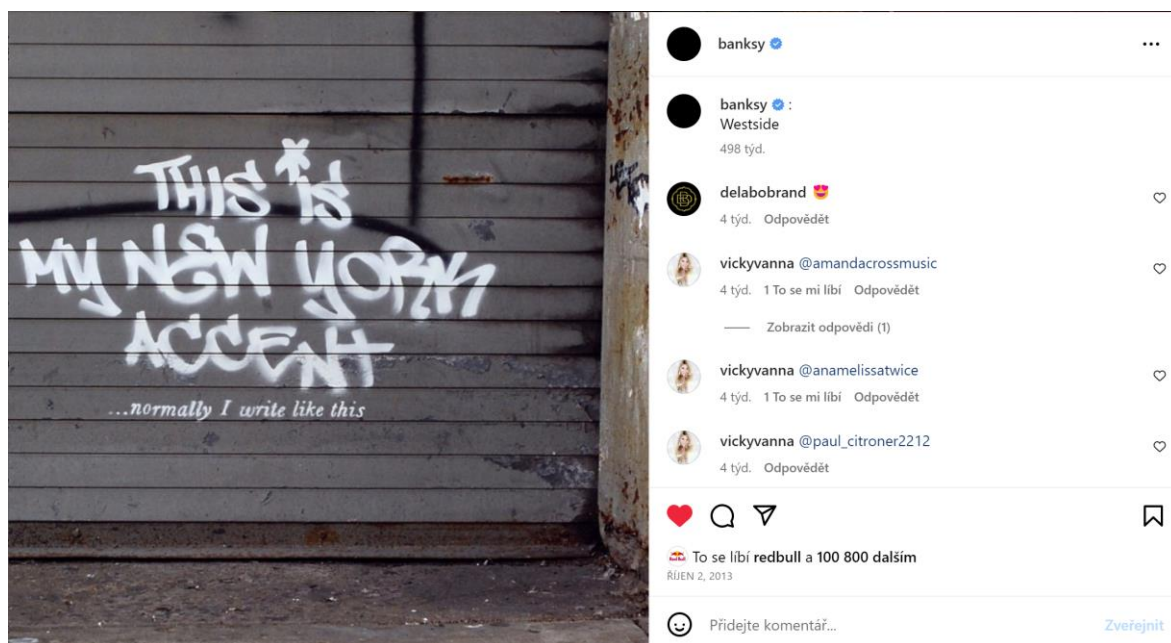 THIS IS
MY NEW YORK
ACCENT
...normally I write like this
banksy
banksy :
Westside
498 týd.
delabobrand 😍
4 týd. Odpovědět
vickyvanna @amandacrossmusic
4 týd. 1 To se mi líbí Odpovědět
Zobrazit odpovědi (1)
vickyvanna @anamelissatwice
4 týd. 1 To se mi líbí Odpovědět
vickyvanna @paul_citroner2212
4 týd. Odpovědět
To se líbí redbull a 100 800 dalším
ŘÍJEN 2, 2013
Přidejte komentář...
Zveřejnit